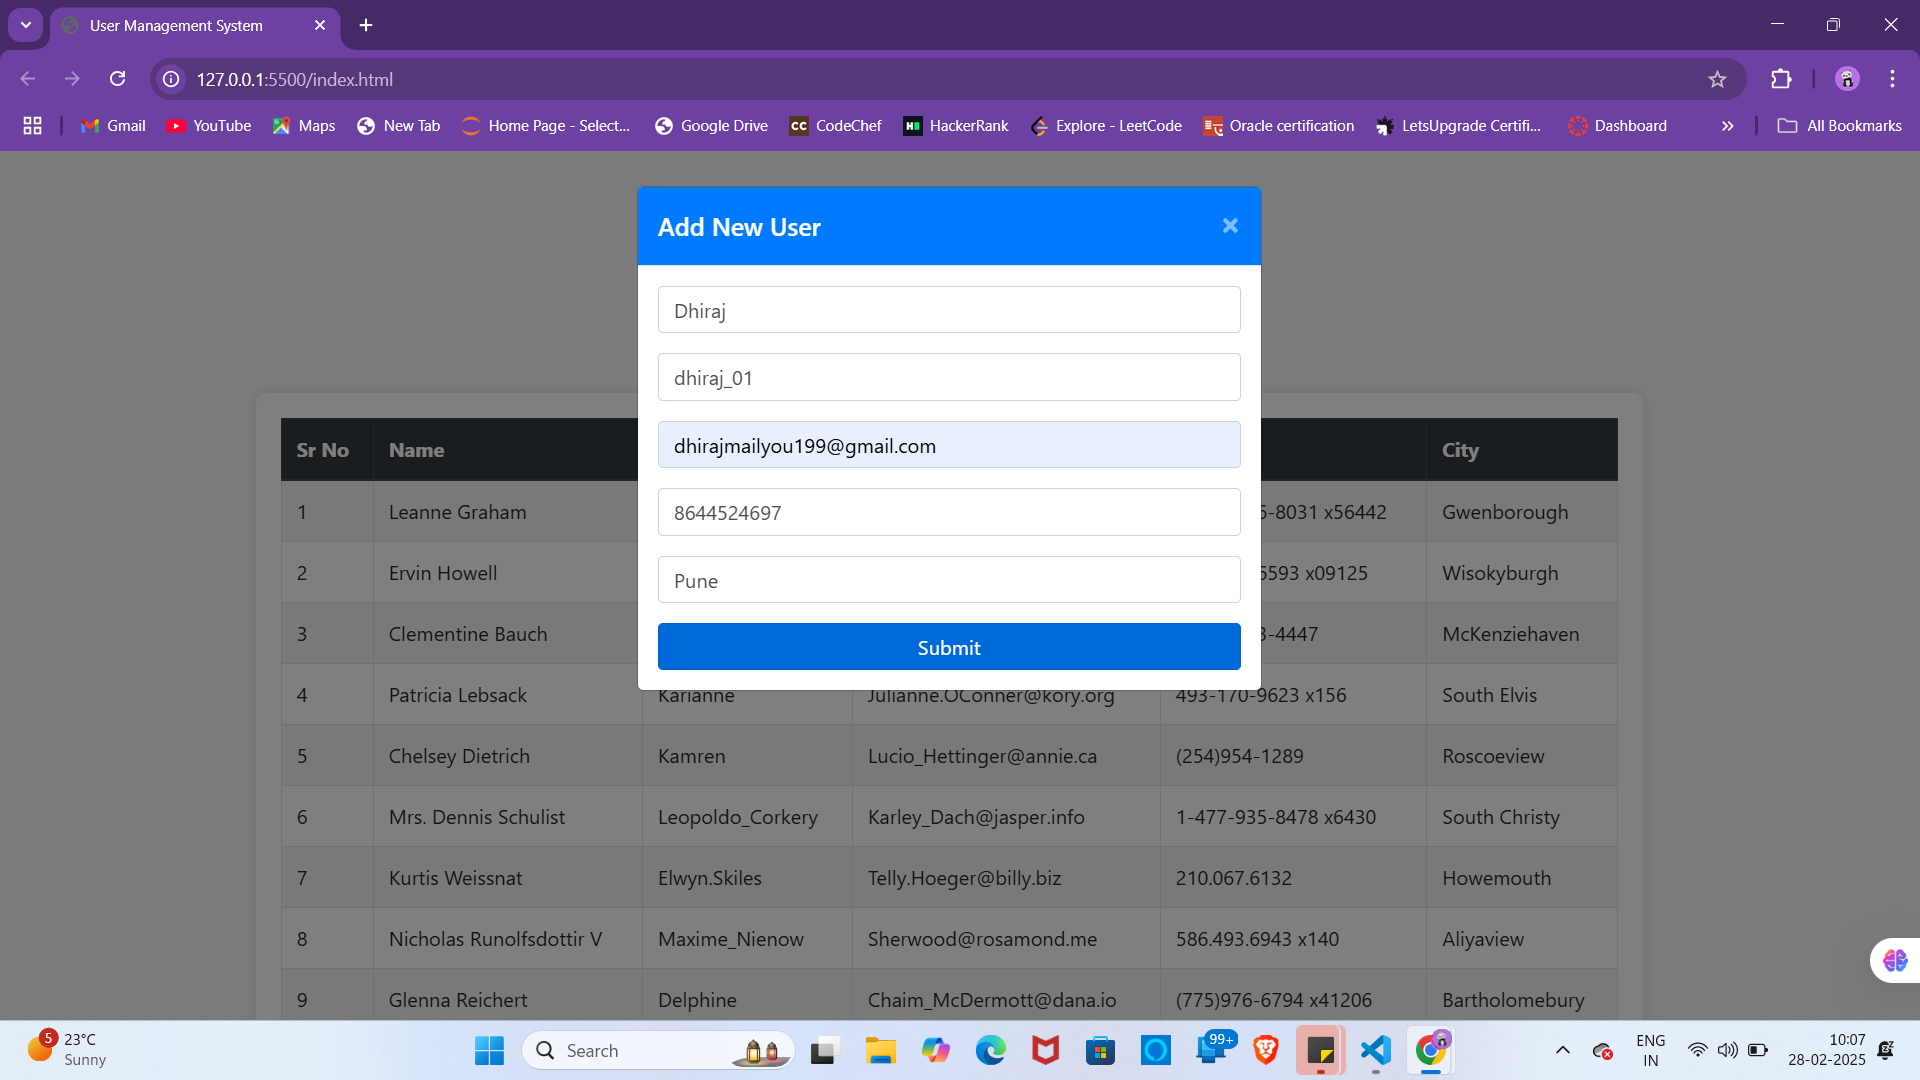 User Management System
127.0.0.1:5500/index.html
Gmail YouTube Maps New Tab Home Page - Select... Google Drive CC CodeChef HackerRank Explore - LeetCode Oracle certification LetsUpgrade Certifi... Dashboard All Bookmarks
Add New User
Dhiraj
dhiraj_01
dhirajmailyou199@gmail.com
8644524697
Pune
Submit
Sr No Name City
1 Leanne Graham 6-8031 x56442 Gwenborough
2 Ervin Howell 6593 x09125 Wisokyburgh
3 Clementine Bauch 3-4447 McKenziehaven
4 Patricia Lebsack Karianne Julianne.OConner@kory.org 493-170-9623 x156 South Elvis
5 Chelsey Dietrich Kamren Lucio_Hettinger@annie.ca (254)954-1289 Roscoeview
6 Mrs. Dennis Schulist Leopoldo_Corkery Karley_Dach@jasper.info 1-477-935-8478 x6430 South Christy
7 Kurtis Weissnat Elwyn.Skiles Telly.Hoeger@billy.biz 210.067.6132 Howemouth
8 Nicholas Runolfsdottir V Maxime_Nienow Sherwood@rosamond.me 586.493.6943 x140 Aliyaview
9 Glenna Reichert Delphine Chaim_McDermott@dana.io (775)976-6794 x41206 Bartholomebury
5 23°C
Sunny
Search
99+
ENG
IN
10:07
28-02-2025